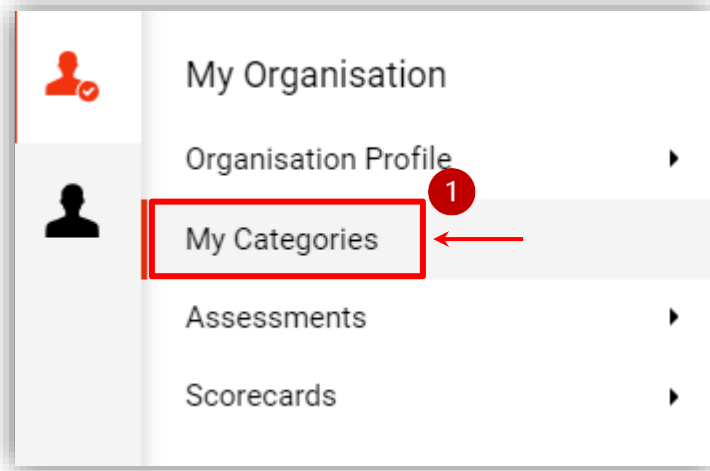 My Organisation
Organisation Profile
1
My Categories
Assessments
Scorecards